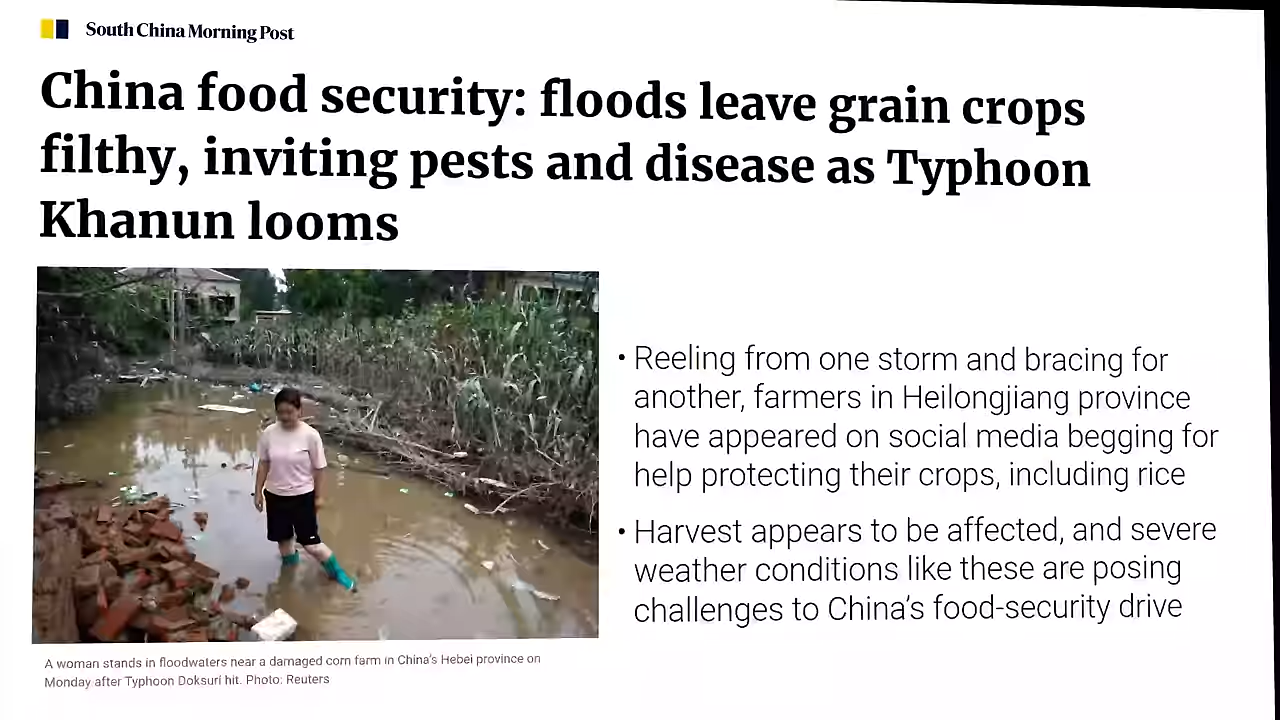 South China Morning Post
China food security: floods leave grain crops
filthy, inviting pests and disease as Typhoon
Khanun looms
• Reeling from one storm and bracing for
another, farmers in Heilongjiang province
have appeared on social media begging for
help protecting their crops, including rice
• Harvest appears to be affected, and severe
weather conditions like these are posing
challenges to China's food-security drive
A woman stands in floodwaters near a damaged corn farm in China's Hebei province on
Monday after Typhoon Doksuri hit. Photo: Reuters